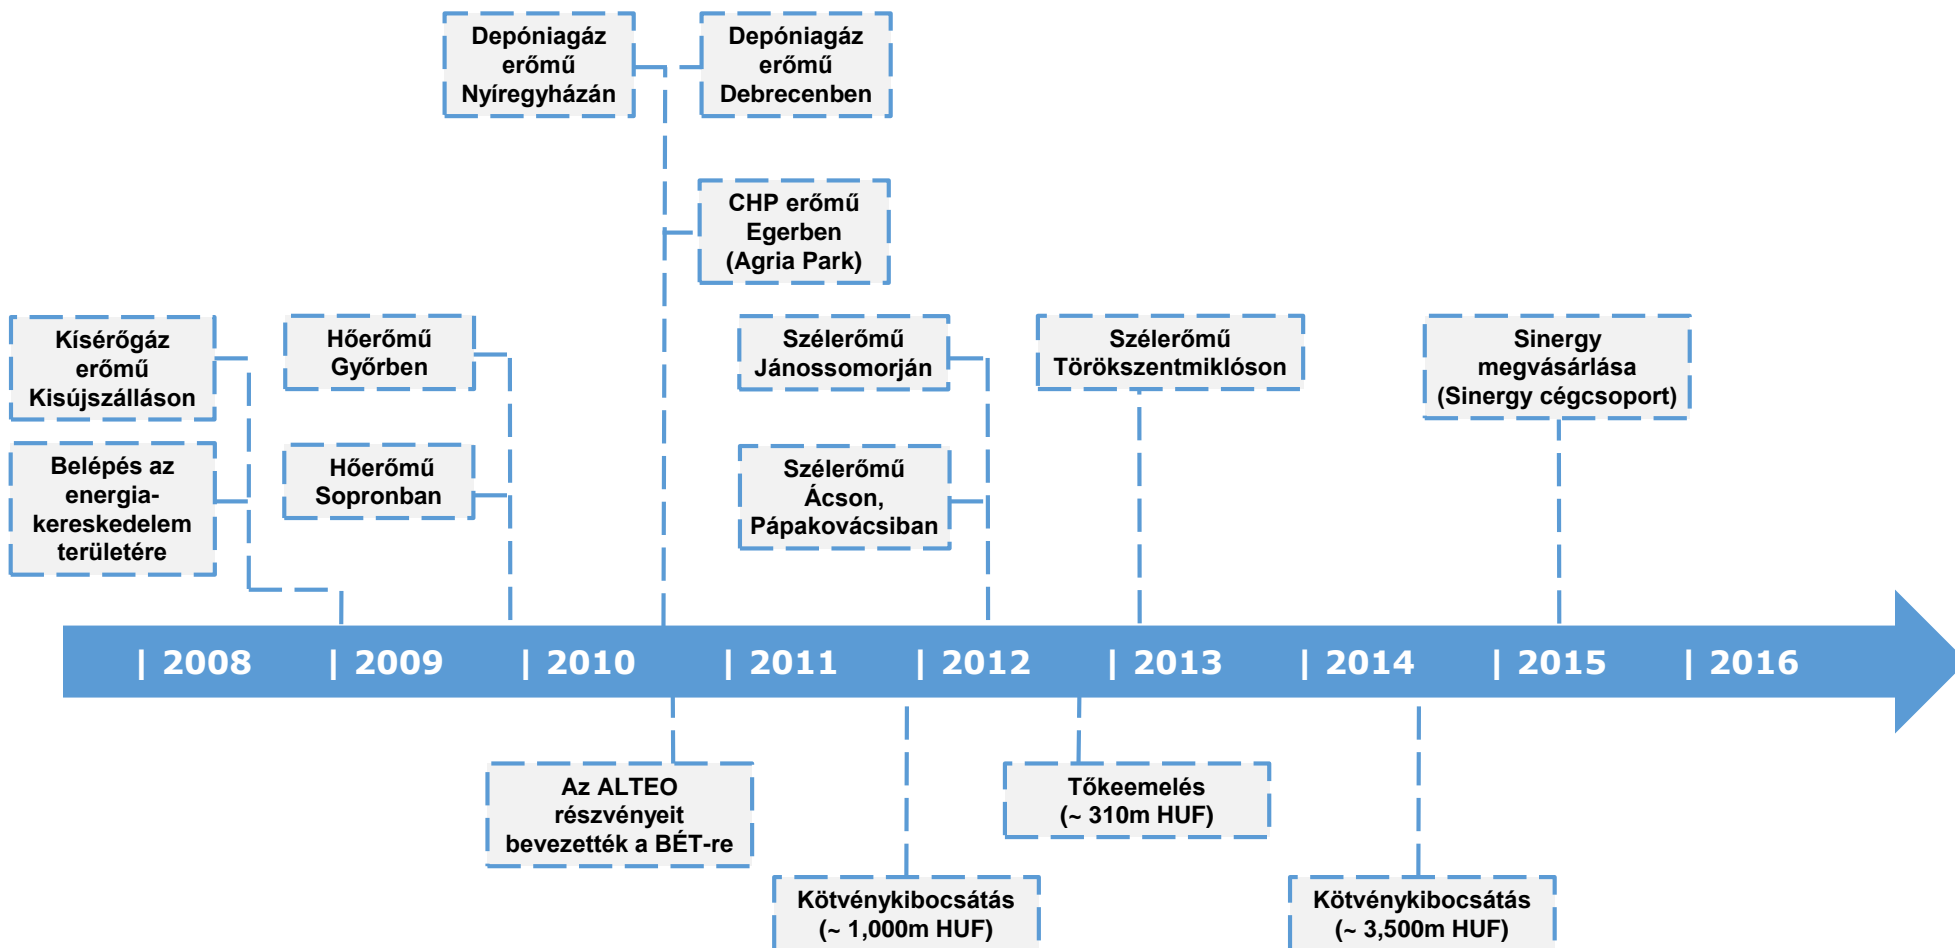 Depóniagáz
erőmű
Nyíregyházán
Depóniagáz
erőmű
Debrecenben
CHP erőmű
Egerben
(Agria Park)
Kísérőgáz
erőmű
Kisújszálláson
Hőerőmű
Győrben
Szélerőmű
Jánossomorján
Szélerőmű
Törökszentmiklóson
Sinergy
megvásárlása
(Sinergy cégcsoport)
Belépés az
energia-
kereskedelem
területére
Hőerőmű
Sopronban
Szélerőmű
Ácson,
Pápakovácsiban
| 2008 | 2009 | 2010 | 2011 | 2012 | 2013 | 2014 | 2015 | 2016
Az ALTEO
részvényeit
bevezették a BÉT-re
Tőkeemelés
(~ 310m HUF)
Kötvénykibocsátás
(~ 1,000m HUF)
Kötvénykibocsátás
(~ 3,500m HUF)